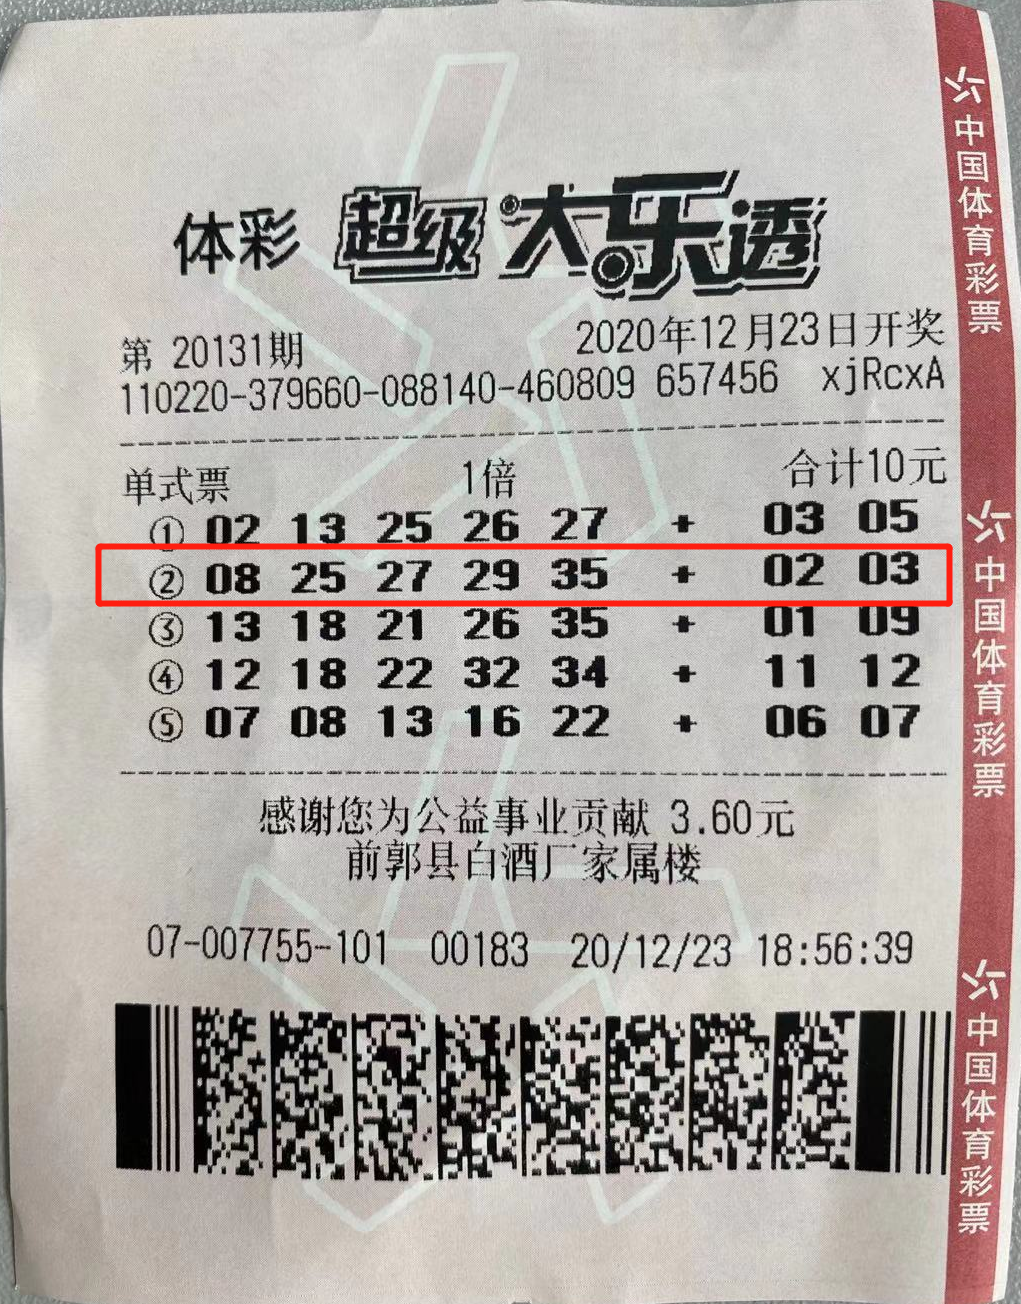 体彩 超级大乐透
第 20131期 2020年12月23日开奖
110220-379660-088140-460809 657456 xjRcxA
单式票 1倍 合计10元
① 02 13 25 26 27 + 03 05
② 08 25 27 29 35 + 02 03
③ 13 18 21 26 35 + 01 09
④ 12 18 22 32 34 + 11 12
⑤ 07 08 13 16 22 + 06 07
感谢您为公益事业贡献 3.60元
前郭县白酒厂家属楼
07-007755-101 00183 20/12/23 18:56:39
中国体育彩票
中国体育彩票
中国体育彩票